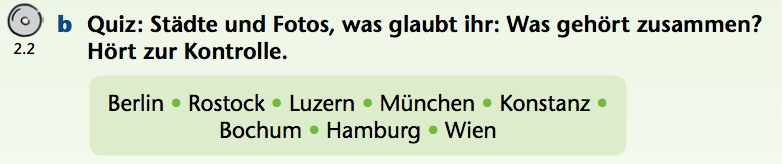 b Quiz: Städte und Fotos, was glaubt ihr: Was gehört zusammen?
2.2 Hört zur Kontrolle.
Berlin • Rostock • Luzern • München • Konstanz •
Bochum • Hamburg • Wien